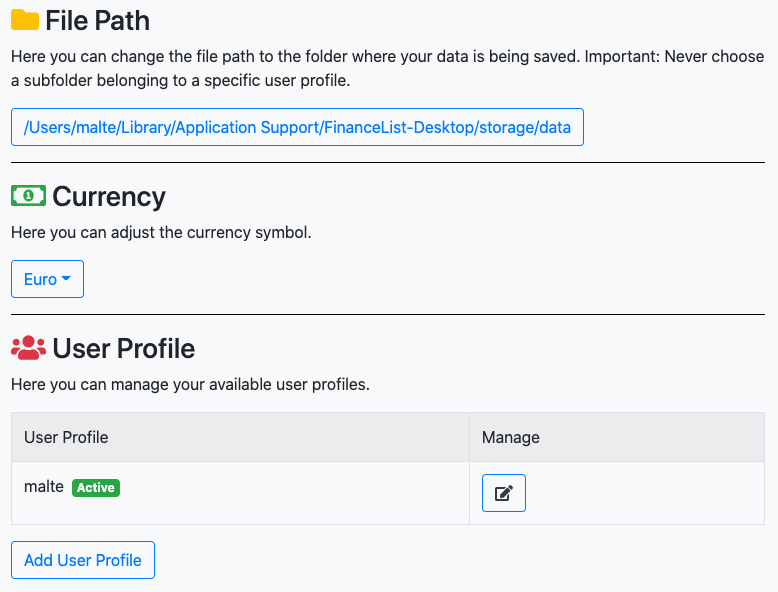 File Path
Here you can change the file path to the folder where your data is being saved. Important: Never choose
a subfolder belonging to a specific user profile.
/Users/malte/Library/Application Support/FinanceList-Desktop/storage/data
1 Currency
Here you can adjust the currency symbol.
Euro
User Profile
Here you can manage your available user profiles.
User Profile Manage
malte Active
Add User Profile